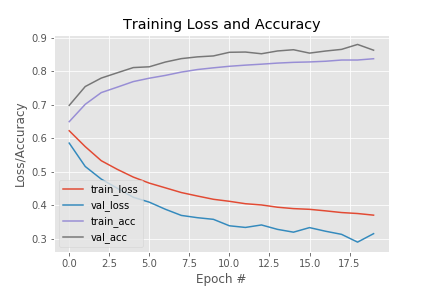 Training Loss and Accuracy
Loss/Accuracy
0.9
0.8
0.7
0.6
0.5
0.4
0.3
train_loss
val_loss
train_acc
val_acc
0.0 2.5 5.0 7.5 10.0 12.5 15.0 17.5
Epoch #